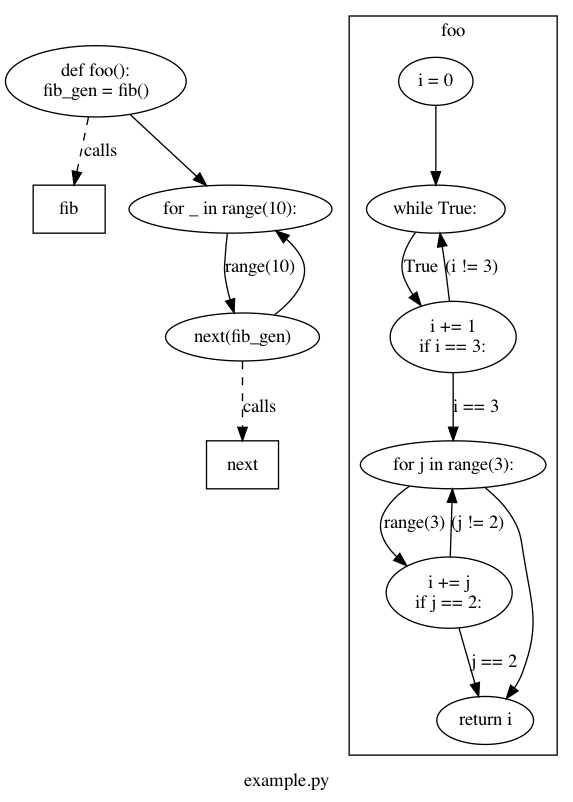 def foo():
fib_gen = fib()
calls
fib
for _ in range(10):
range(10)
next(fib_gen)
calls
next
foo
i = 0
while True:
True
(i != 3)
i += 1
if i == 3:
i == 3
for j in range(3):
range(3)
(j != 2)
i += j
if j == 2:
j == 2
return i
example.py